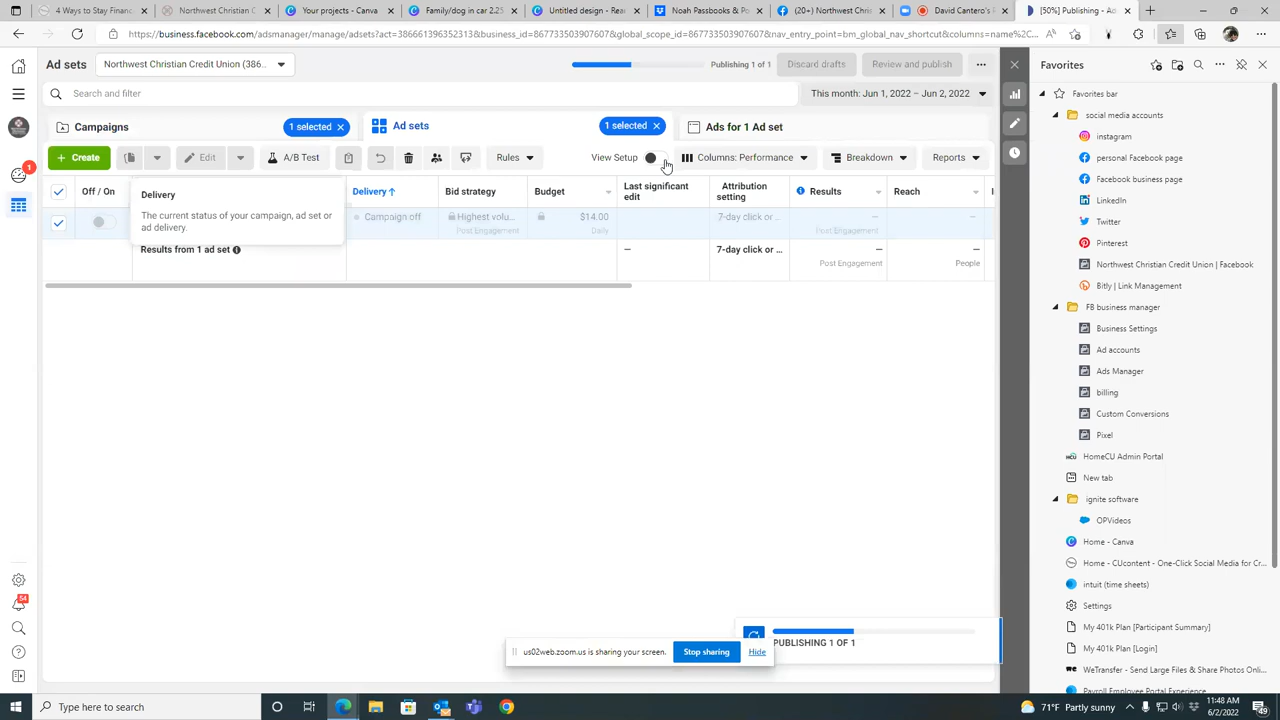 4 Ways to Stay Financ
Northwest Christian C
Your projects - Canva
Family/dog in car 2.25
Untitled design - Rea
Noah Passbooks & Po
(20+) Northwest Chris
David Cantero's
[50%] Publishing - Ad
https://business.facebook.com/adsmanager/manage/adsets?act=386661396352313&business_id=867733509707607&global_scope_id=867733509707607&nav_entry_point=bm_global_nav_shortcut&columns=name%2C...
Ad sets
Northwest Christian Credit Union (386...
Publishing 1 of 1
Discard drafts
Review and publish
Search and filter
This month: Jun 1, 2022 – Jun 2, 2022
Campaigns
1 selected
Ad sets
1 selected
Ads for 1 Ad set
Create
Edit
A/B Test
Rules
View Setup
Columns: Performance
Breakdown
Reports
Off / On
Delivery
The current status of your campaign, ad set or
ad delivery.
Delivery ↑
Bid strategy
Budget
Last significant
edit
Attribution
setting
Results
Reach
Campaign off
Highest volu...
Post Engagement
$14.00
Daily
7-day click or ...
—
Post Engagement
—
Results from 1 ad set
—
7-day click or ...
—
Post Engagement
—
People
PUBLISHING 1 OF 1
us02web.zoom.us is sharing your screen.
Stop sharing
Hide
1
54
Favorites
Favorites bar
social media accounts
instagram
personal Facebook page
Facebook business page
LinkedIn
Twitter
Pinterest
Northwest Christian Credit Union | Facebook
Bitly | Link Management
FB business manager
Business Settings
Ad accounts
Ads Manager
billing
Custom Conversions
Pixel
HomeCU Admin Portal
New tab
ignite software
OPVideos
Home - Canva
Home - CUcontent - One-Click Social Media for Cr...
intuit (time sheets)
Settings
My 401k Plan [Participant Summary]
My 401k Plan [Login]
WeTransfer - Send Large Files & Share Photos Onli...
Payroll Employee Portal Experience
Type here to search
71°F Partly sunny
11:48 AM
6/2/2022
49